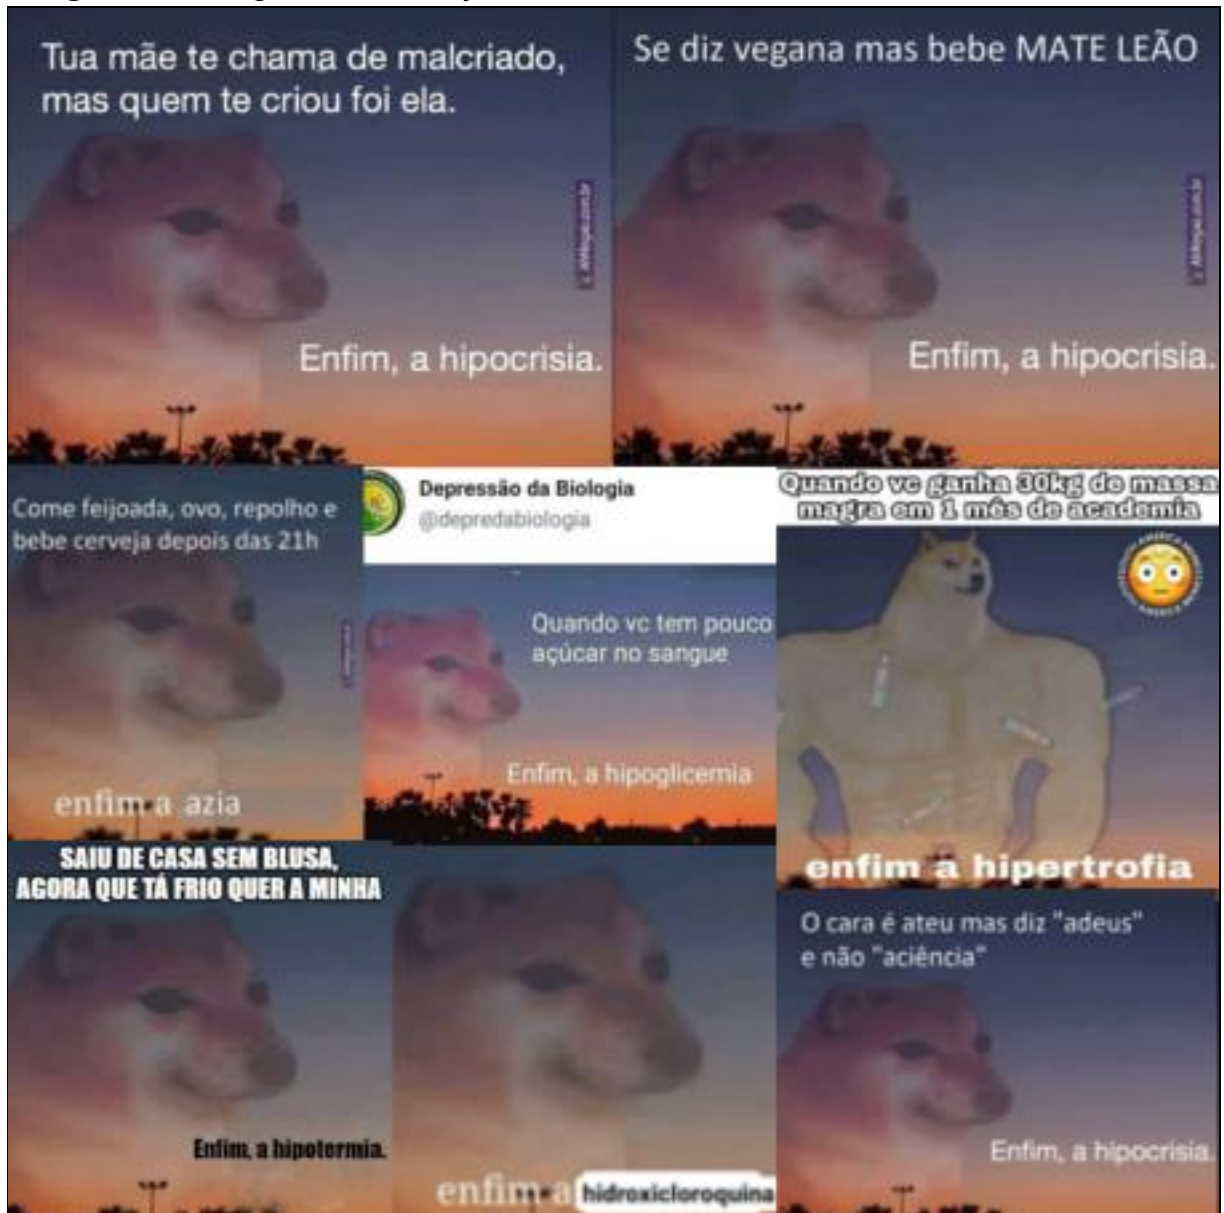 Tua mãe te chama de malcriado,
mas quem te criou foi ela.
Enfim, a hipocrisia.
Se diz vegana mas bebe MATE LEÃO
Enfim, a hipocrisia.
Come feijoada, ovo, repolho e
bebe cerveja depois das 21h
enfim a azia
Depressão da Biologia
@depredabiologia
Quando vc tem pouco
açúcar no sangue
Enfim, a hipoglicemia
Quando vc ganha 30kg de massa
magra em 1 mês de academia
enfim a hipertrofia
SAIU DE CASA SEM BLUSA,
AGORA QUE TÁ FRIO QUER A MINHA
Enfim, a hipotermia.
enfim a hidroxicloroquina
O cara é ateu mas diz "adeus"
e não "aciência"
Enfim, a hipocrisia.